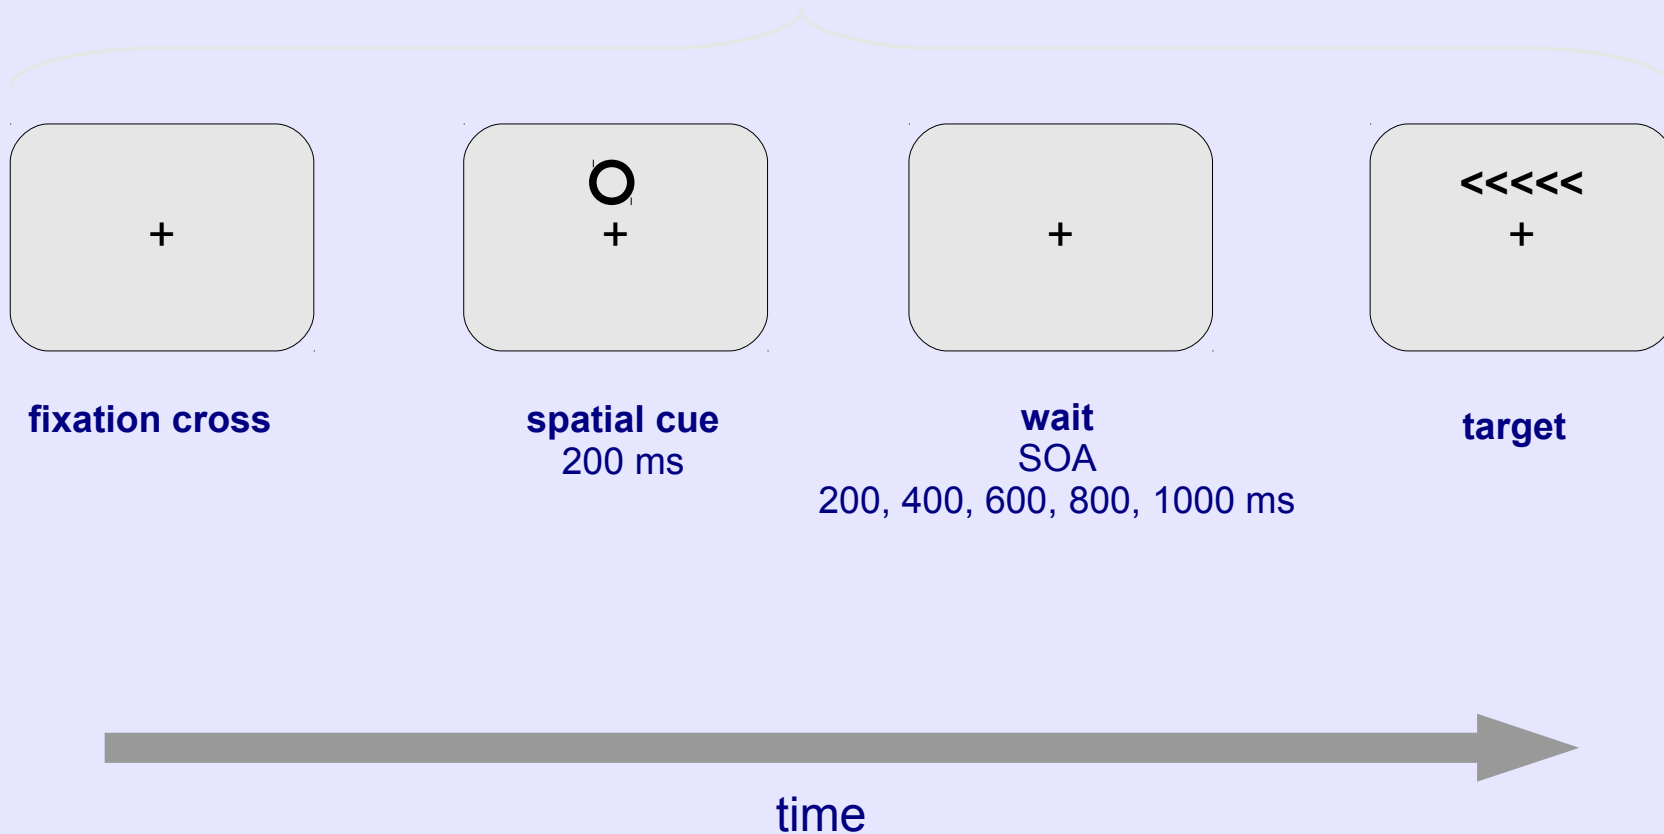 +
+
+
<<<<<
+
fixation cross
spatial cue
200 ms
wait
SOA
200, 400, 600, 800, 1000 ms
target
time